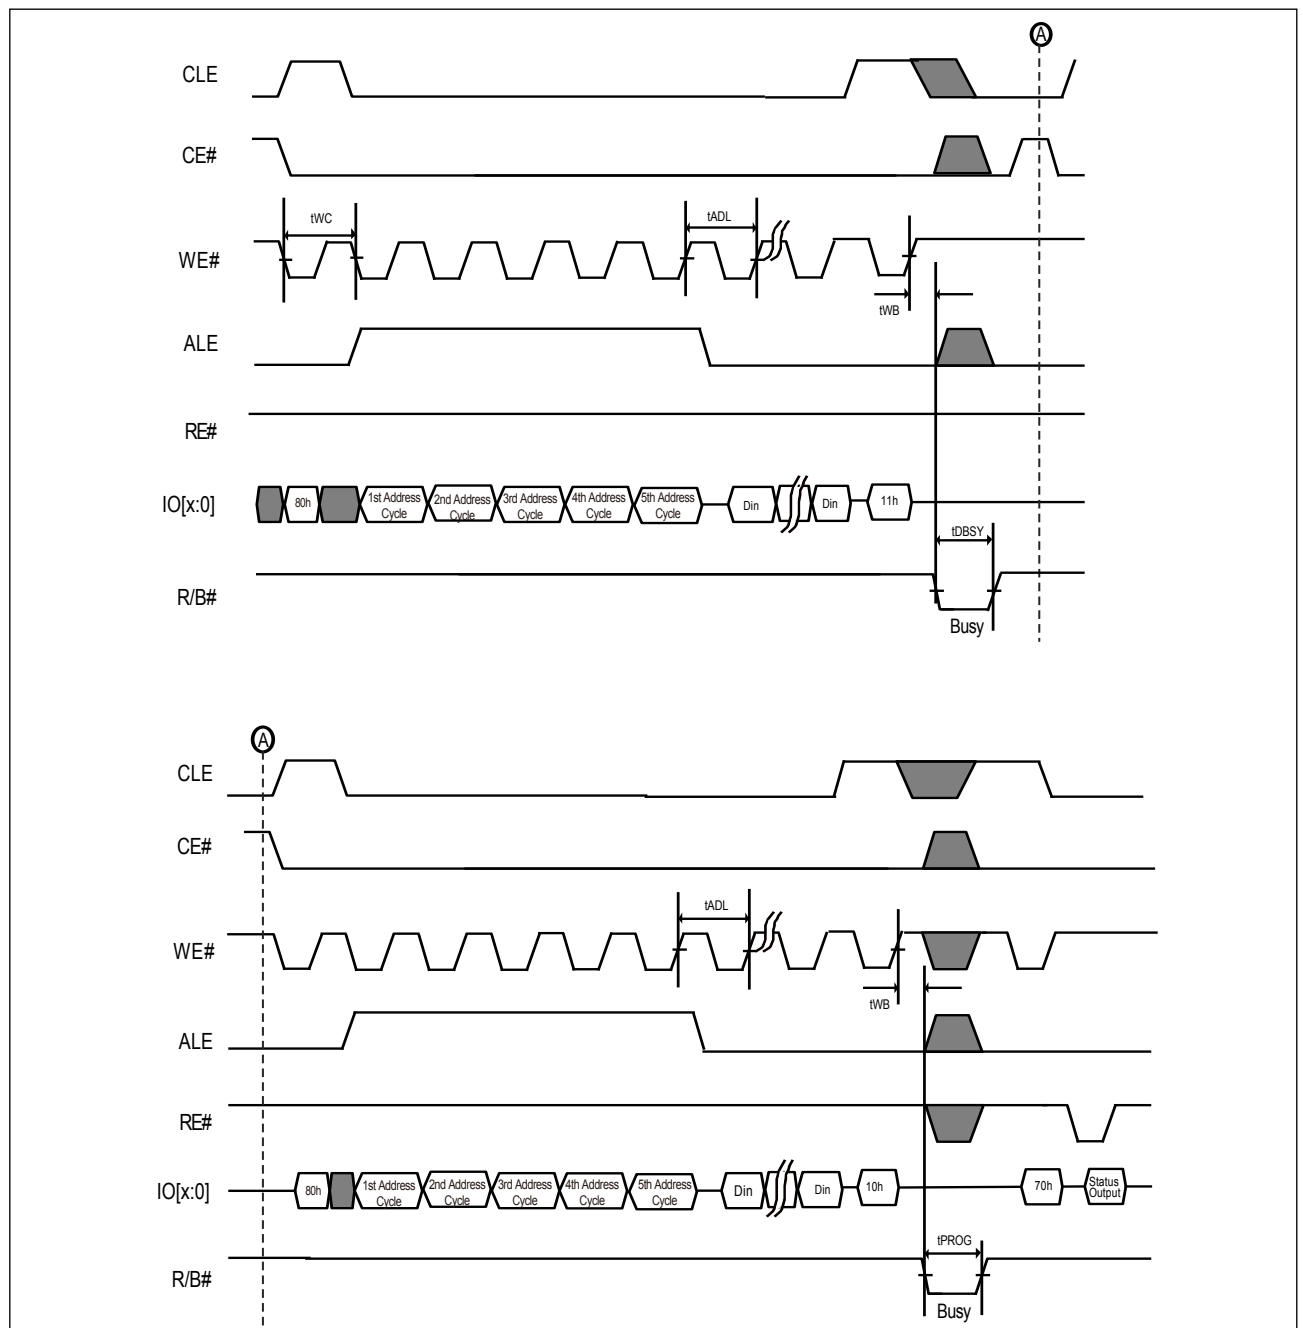 A
CLE
CE#
tWC
tADL
WE#
tWB
ALE
RE#
IO[x:0]
80h
1st Address
Cycle
2nd Address
Cycle
3rd Address
Cycle
4th Address
Cycle
5th Address
Cycle
Din
Din
11h
tDBSY
R/B#
Busy
A
CLE
CE#
tADL
WE#
tWB
ALE
RE#
IO[x:0]
80h
1st Address
Cycle
2nd Address
Cycle
3rd Address
Cycle
4th Address
Cycle
5th Address
Cycle
Din
Din
10h
70h
Status
Output
tPROG
R/B#
Busy